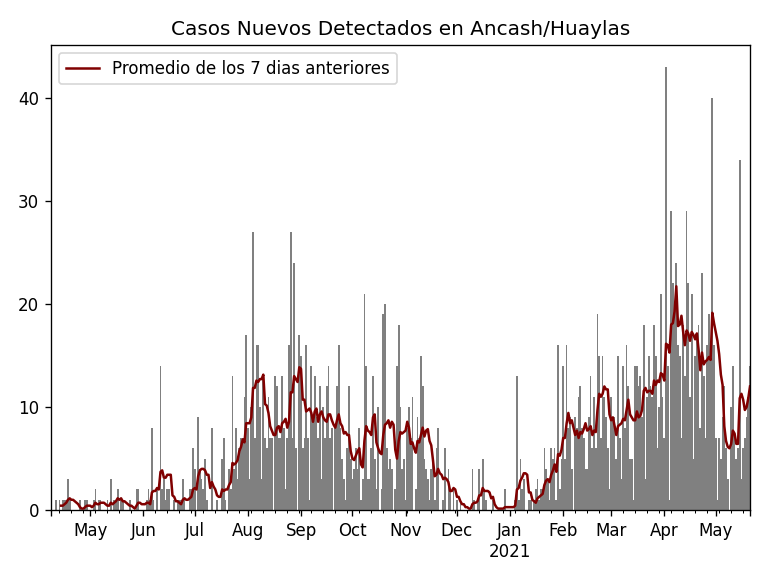 Casos Nuevos Detectados en Ancash/Huaylas
Promedio de los 7 dias anteriores
40
30
20
10
0
May Jun Jul Aug Sep Oct Nov Dec Jan Feb Mar Apr May
2021